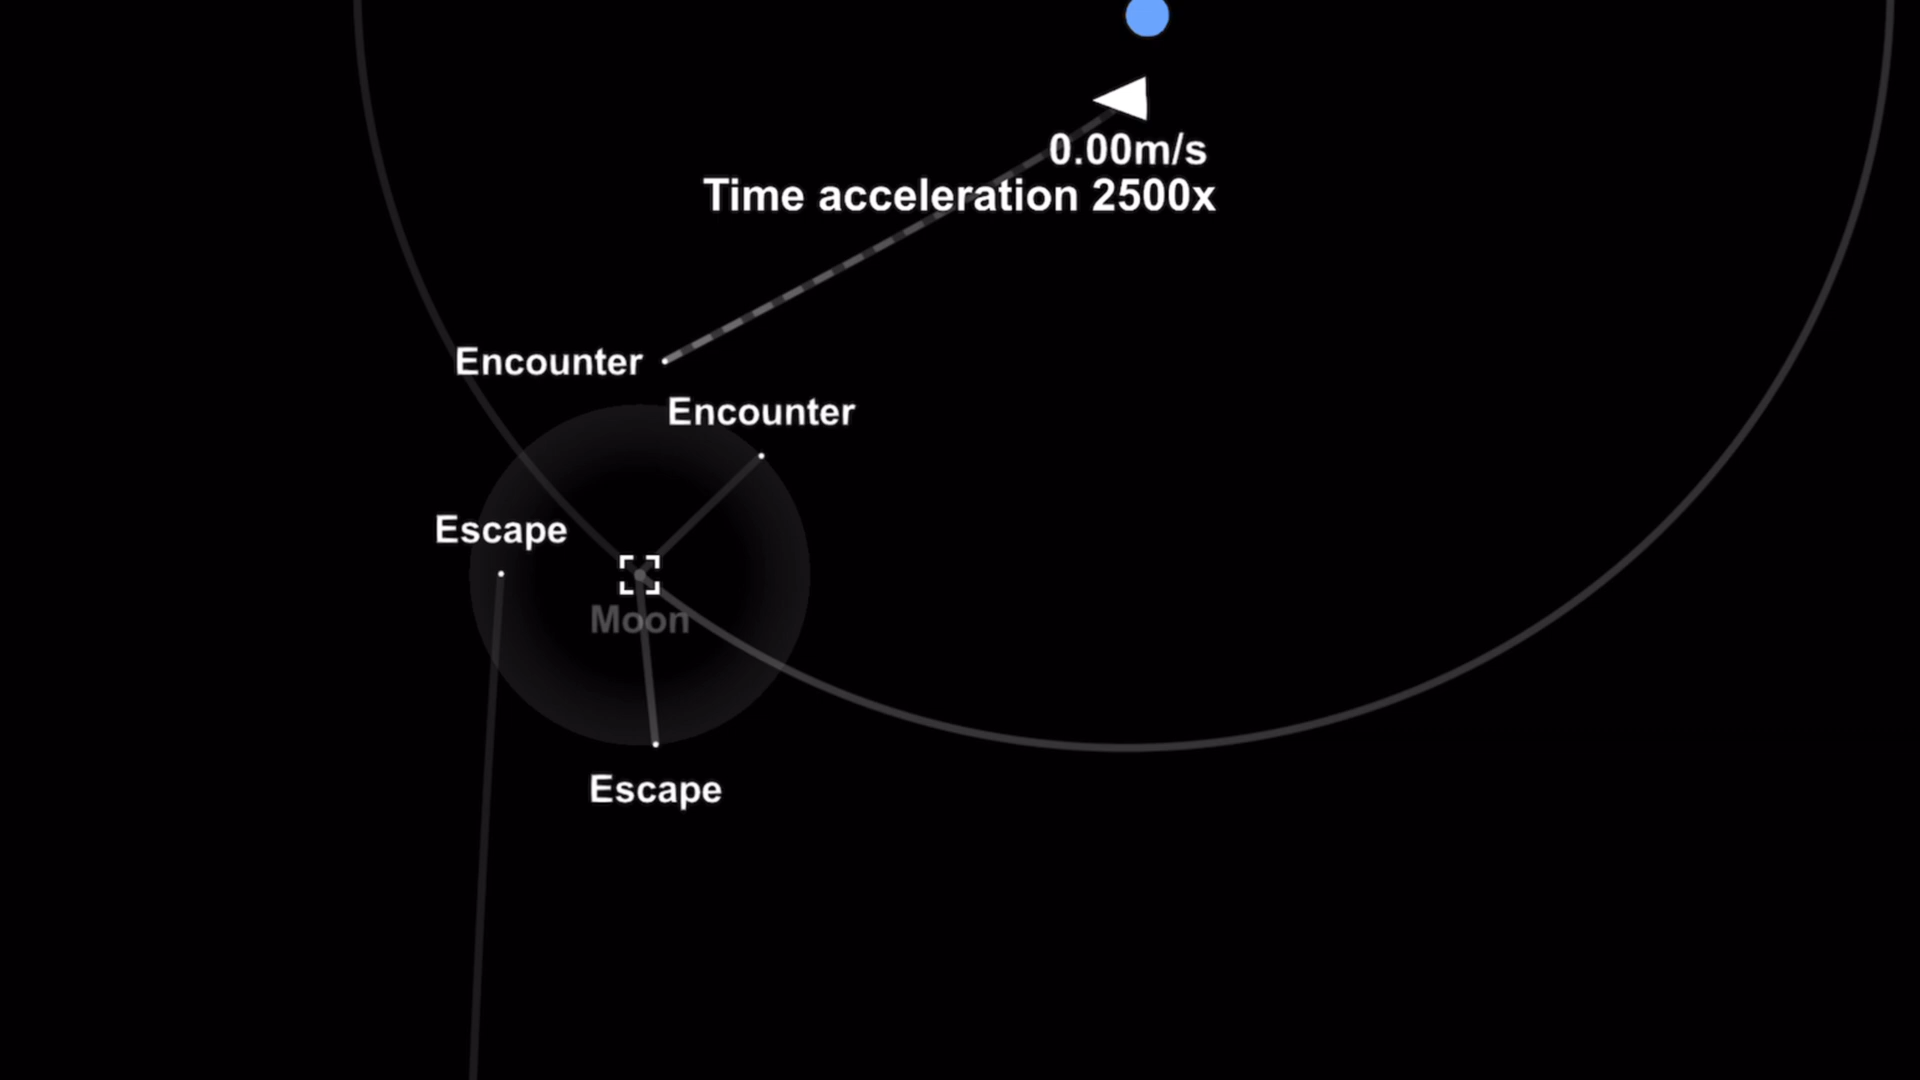 0.00m/s
Time acceleration 2500x
Encounter
Encounter
Escape
Moon
Escape